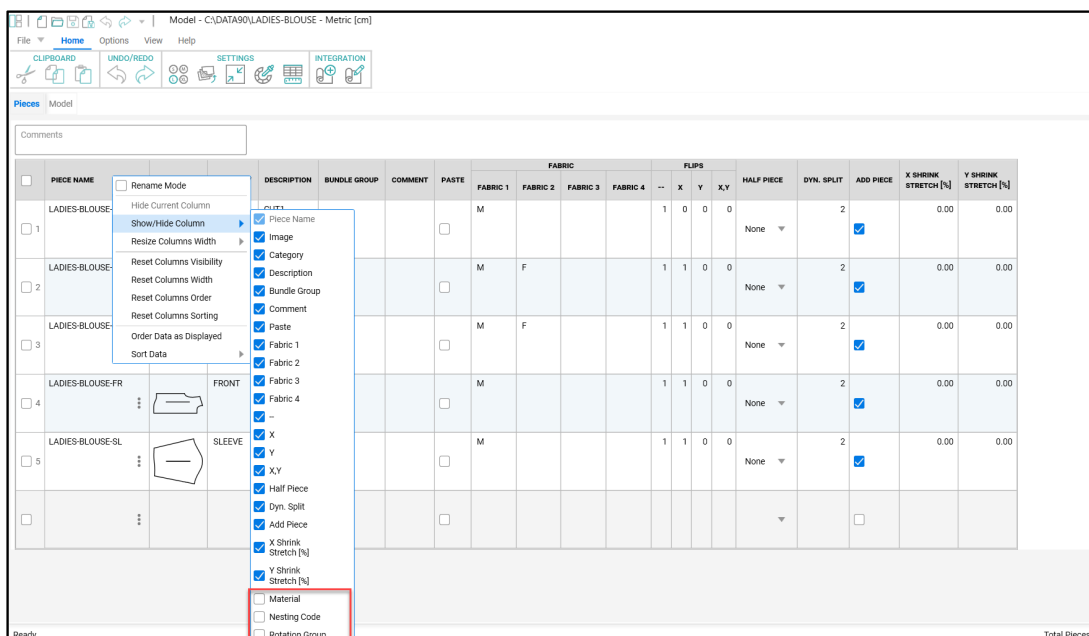 Model - C:\DATA90\LADIES-BLOUSE - Metric [cm]
File Home Options View Help
CLIPBOARD UNDO/REDO SETTINGS INTEGRATION
Pieces Model
Comments
FABRIC FLIPS
PIECE NAME DESCRIPTION BUNDLE GROUP COMMENT PASTE FABRIC 1 FABRIC 2 FABRIC 3 FABRIC 4 -- X Y X,Y HALF PIECE DYN. SPLIT ADD PIECE X SHRINK STRETCH [%] Y SHRINK STRETCH [%]
1 LADIES-BLOUSE- M 1 0 0 0 None 2 0.00 0.00
2 LADIES-BLOUSE- M F 1 1 0 0 None 2 0.00 0.00
3 LADIES-BLOUSE- M F 1 1 0 0 None 2 0.00 0.00
4 LADIES-BLOUSE-FR FRONT M 1 1 0 0 None 2 0.00 0.00
5 LADIES-BLOUSE-SL SLEEVE M 1 1 0 0 None 2 0.00 0.00
Rename Mode
Hide Current Column
Show/Hide Column
Resize Columns Width
Reset Columns Visibility
Reset Columns Width
Reset Columns Order
Reset Columns Sorting
Order Data as Displayed
Sort Data
Piece Name
Image
Category
Description
Bundle Group
Comment
Paste
Fabric 1
Fabric 2
Fabric 3
Fabric 4
--
X
Y
X,Y
Half Piece
Dyn. Split
Add Piece
X Shrink
Stretch [%]
Y Shrink
Stretch [%]
Material
Nesting Code
Rotation Group
Ready Total Pieces